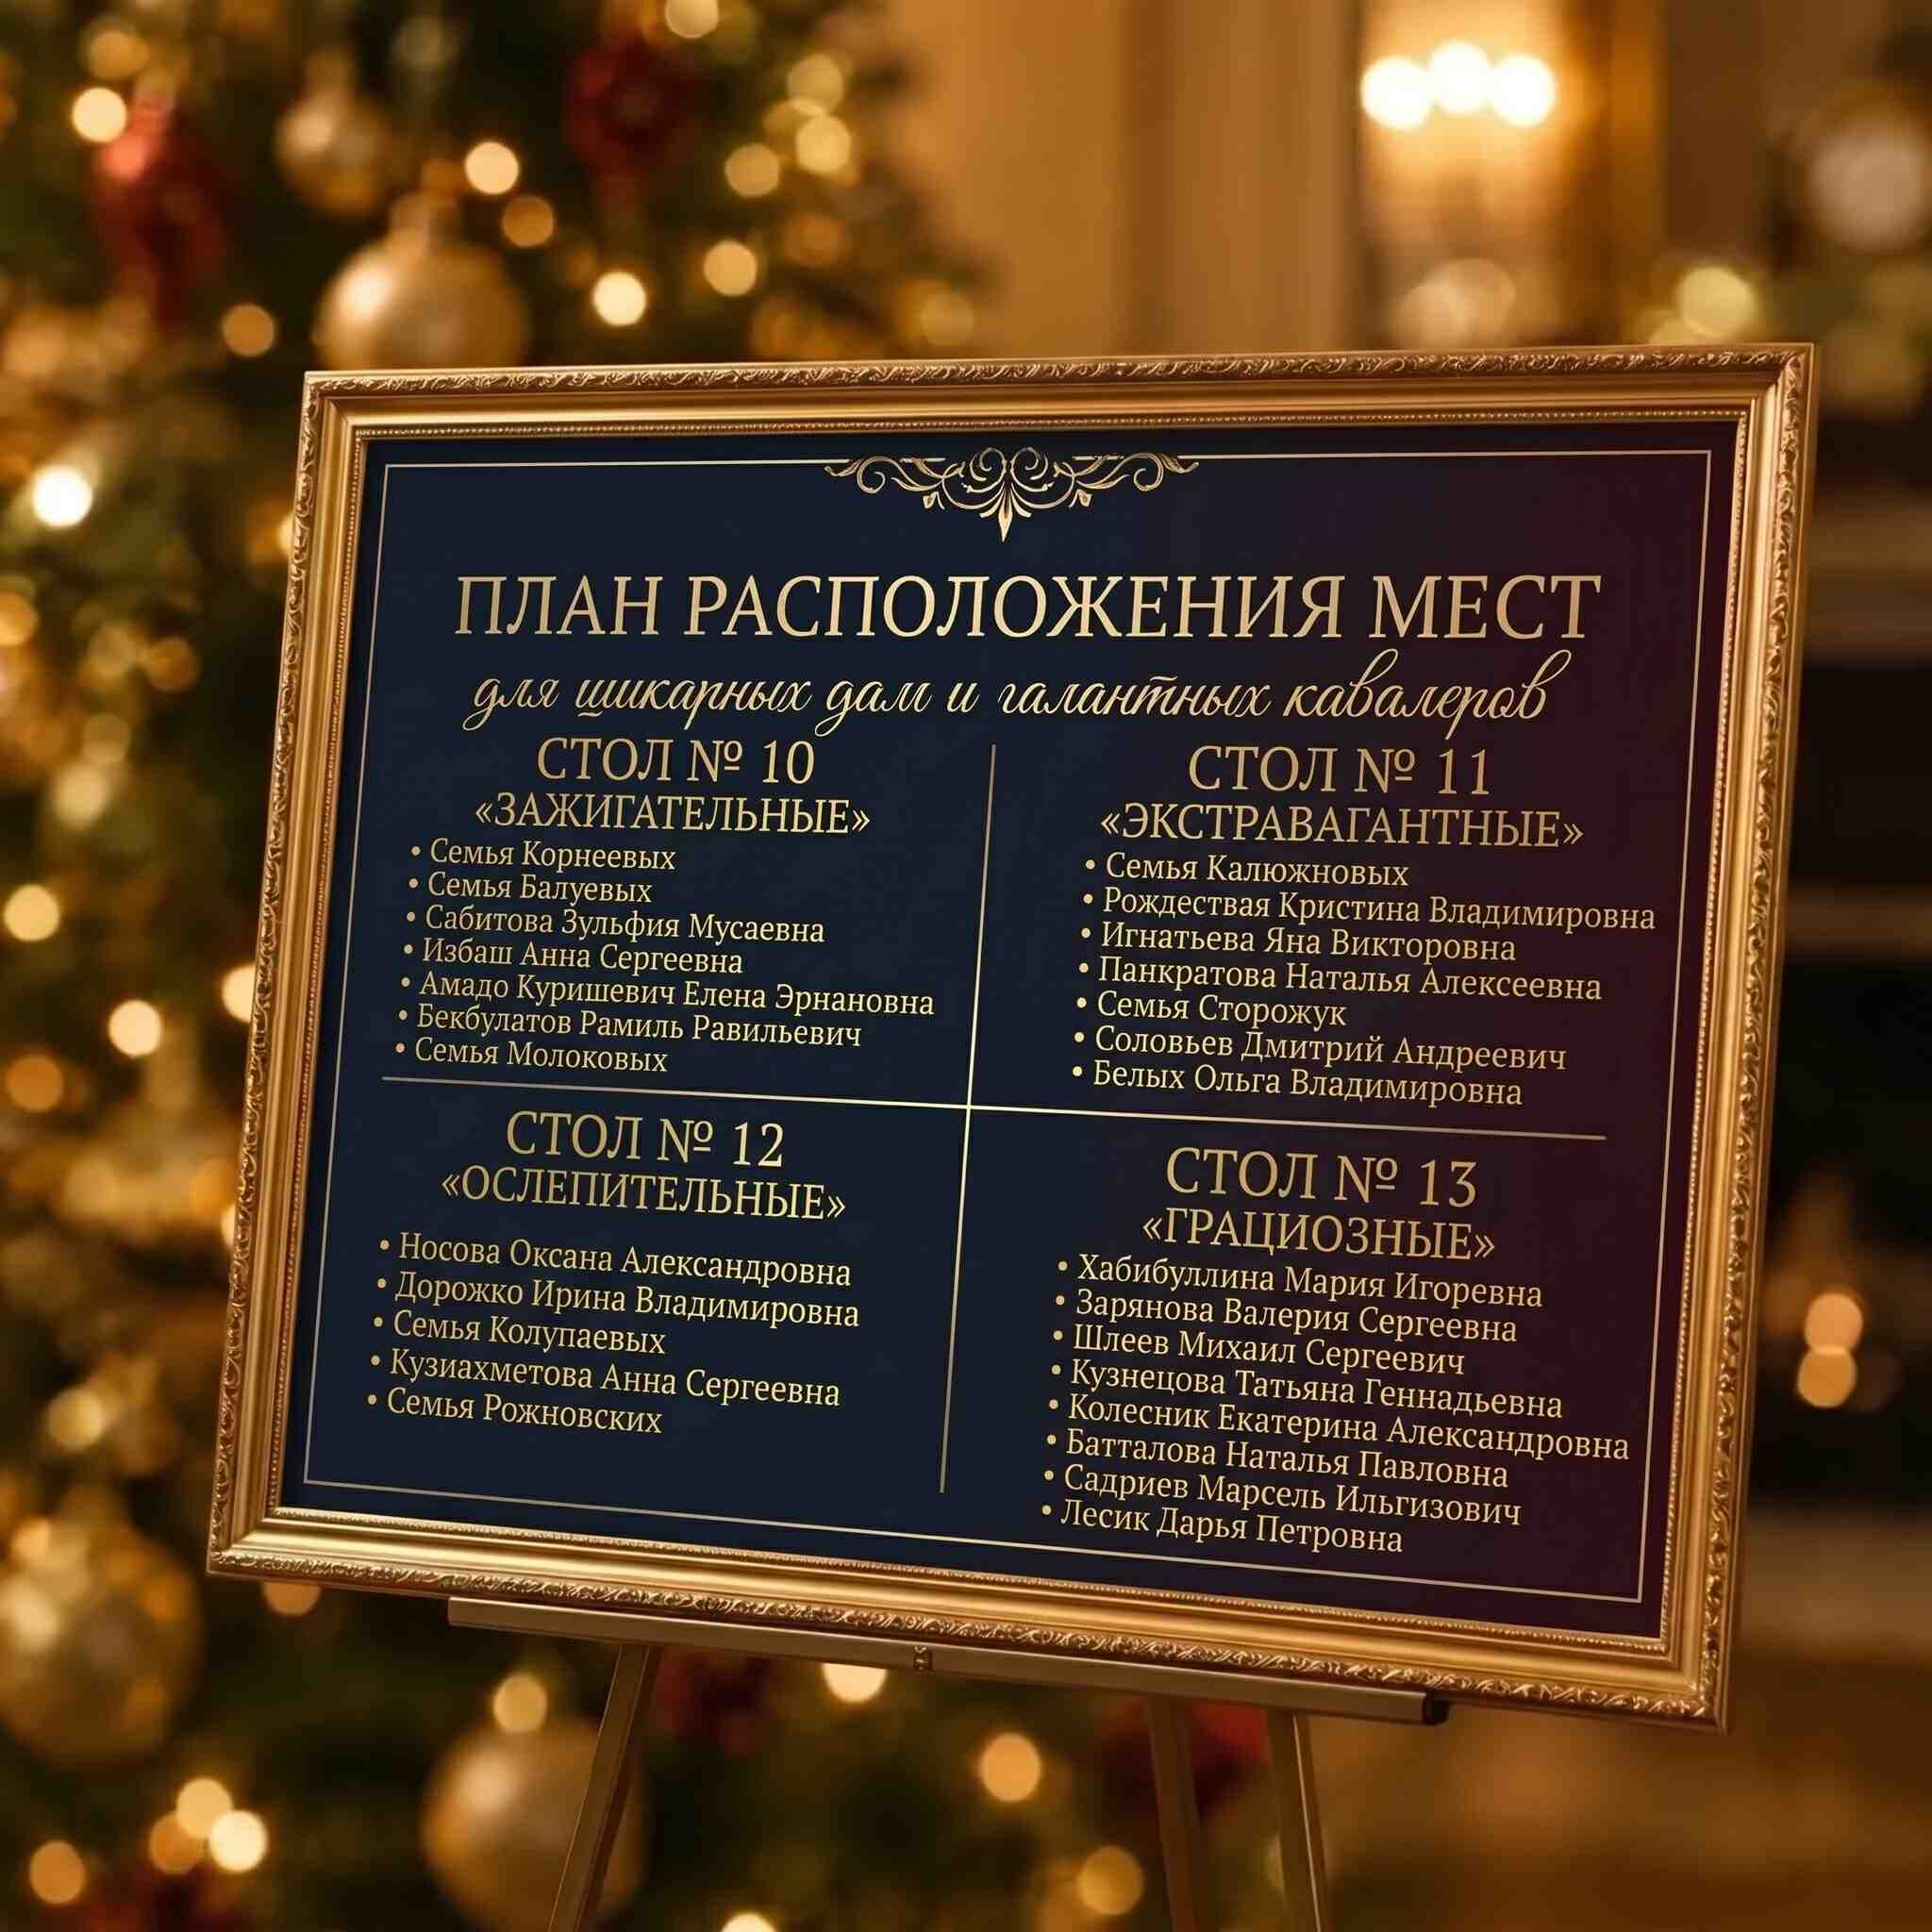 ПЛАН РАСПОЛОЖЕНИЯ МЕСТ
для шикарных дам и галантных кавалеров
СТОЛ № 10
«ЗАЖИГАТЕЛЬНЫЕ»
• Семья Корнеевых
• Семья Балуевых
• Сабитова Зульфия Мусаевна
• Избаш Анна Сергеевна
• Амадо Куришевич Елена Эрнановна
• Бекбулатов Рамиль Равильевич
• Семья Молоковых
СТОЛ № 11
«ЭКСТРАВАГАНТНЫЕ»
• Семья Калюжновых
• Рождествая Кристина Владимировна
• Игнатьева Яна Викторовна
• Панкратова Наталья Алексеевна
• Семья Сторожук
• Соловьев Дмитрий Андреевич
• Белых Ольга Владимировна
СТОЛ № 12
«ОСЛЕПИТЕЛЬНЫЕ»
• Носова Оксана Александровна
• Дорожко Ирина Владимировна
• Семья Колупаевых
• Кузиахметова Анна Сергеевна
• Семья Рожновских
СТОЛ № 13
«ГРАЦИОЗНЫЕ»
• Хабибуллина Мария Игоревна
• Зарянова Валерия Сергеевна
• Шлеев Михаил Сергеевич
• Кузнецова Татьяна Геннадьевна
• Колесник Екатерина Александровна
• Батталова Наталья Павловна
• Садриев Марсель Ильгизович
• Лесик Дарья Петровна